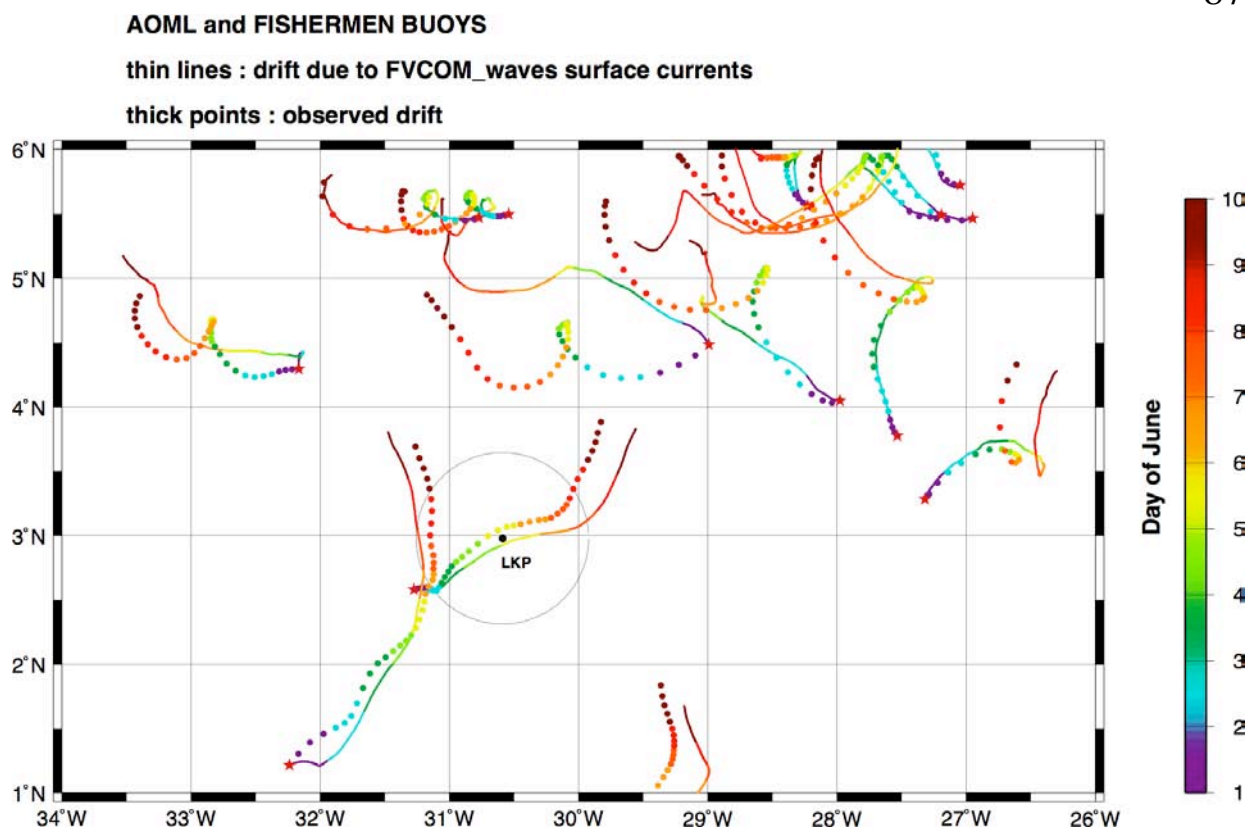 AOML and FISHERMEN BUOYS
thin lines : drift due to FVCOM_waves surface currents
thick points : observed drift
6˚N
5˚N
4˚N
3˚N
2˚N
1˚N
34˚W
33˚W
32˚W
31˚W
30˚W
29˚W
28˚W
27˚W
26˚W
LKP
Day of June
10
9
8
7
6
5
4
3
2
1